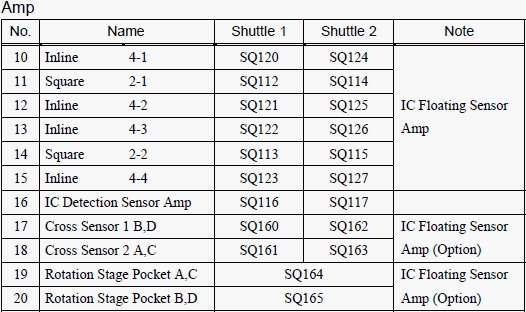 Amp
No. Name Shuttle 1 Shuttle 2 Note
10 Inline 4-1 SQ120 SQ124
11 Square 2-1 SQ112 SQ114
12 Inline 4-2 SQ121 SQ125 IC Floating Sensor
13 Inline 4-3 SQ122 SQ126 Amp
14 Square 2-2 SQ113 SQ115
15 Inline 4-4 SQ123 SQ127
16 IC Detection Sensor Amp SQ116 SQ117
17 Cross Sensor 1 B,D SQ160 SQ162 IC Floating Sensor
18 Cross Sensor 2 A,C SQ161 SQ163 Amp (Option)
19 Rotation Stage Pocket A,C SQ164 IC Floating Sensor
20 Rotation Stage Pocket B,D SQ165 Amp (Option)